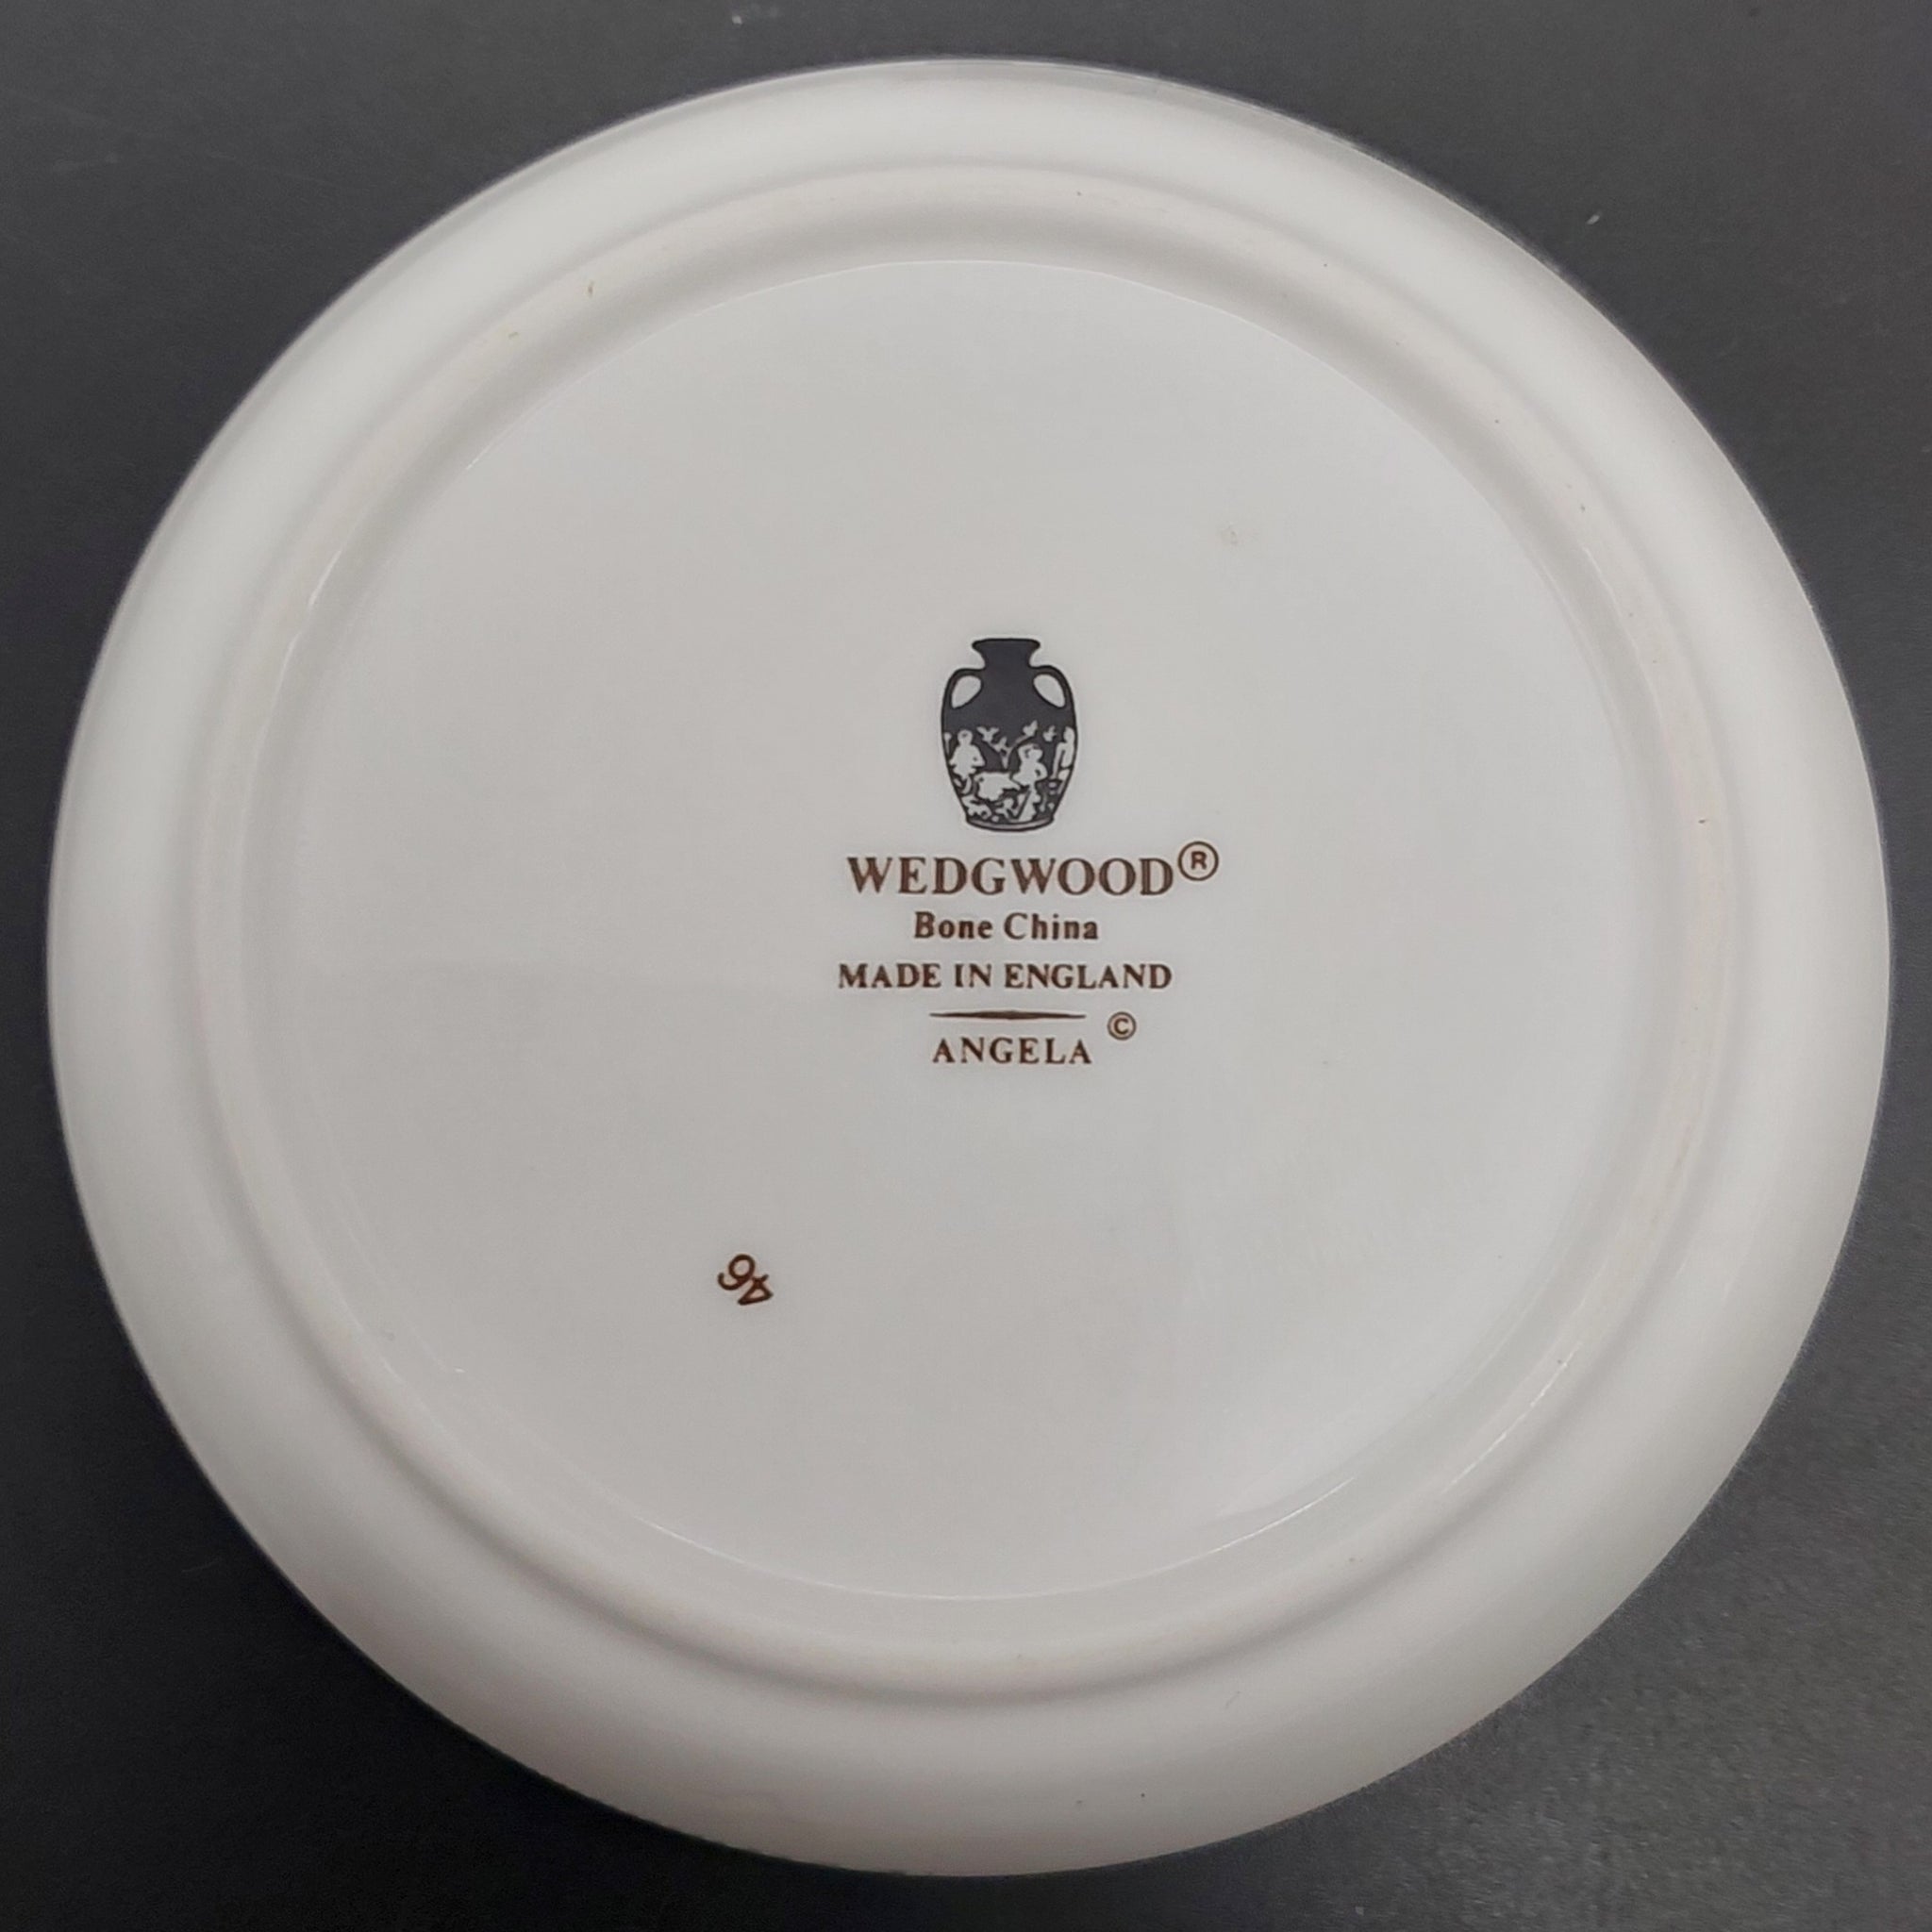 WEDGWOOD®
Bone China
MADE IN ENGLAND
ANGELA ©
46